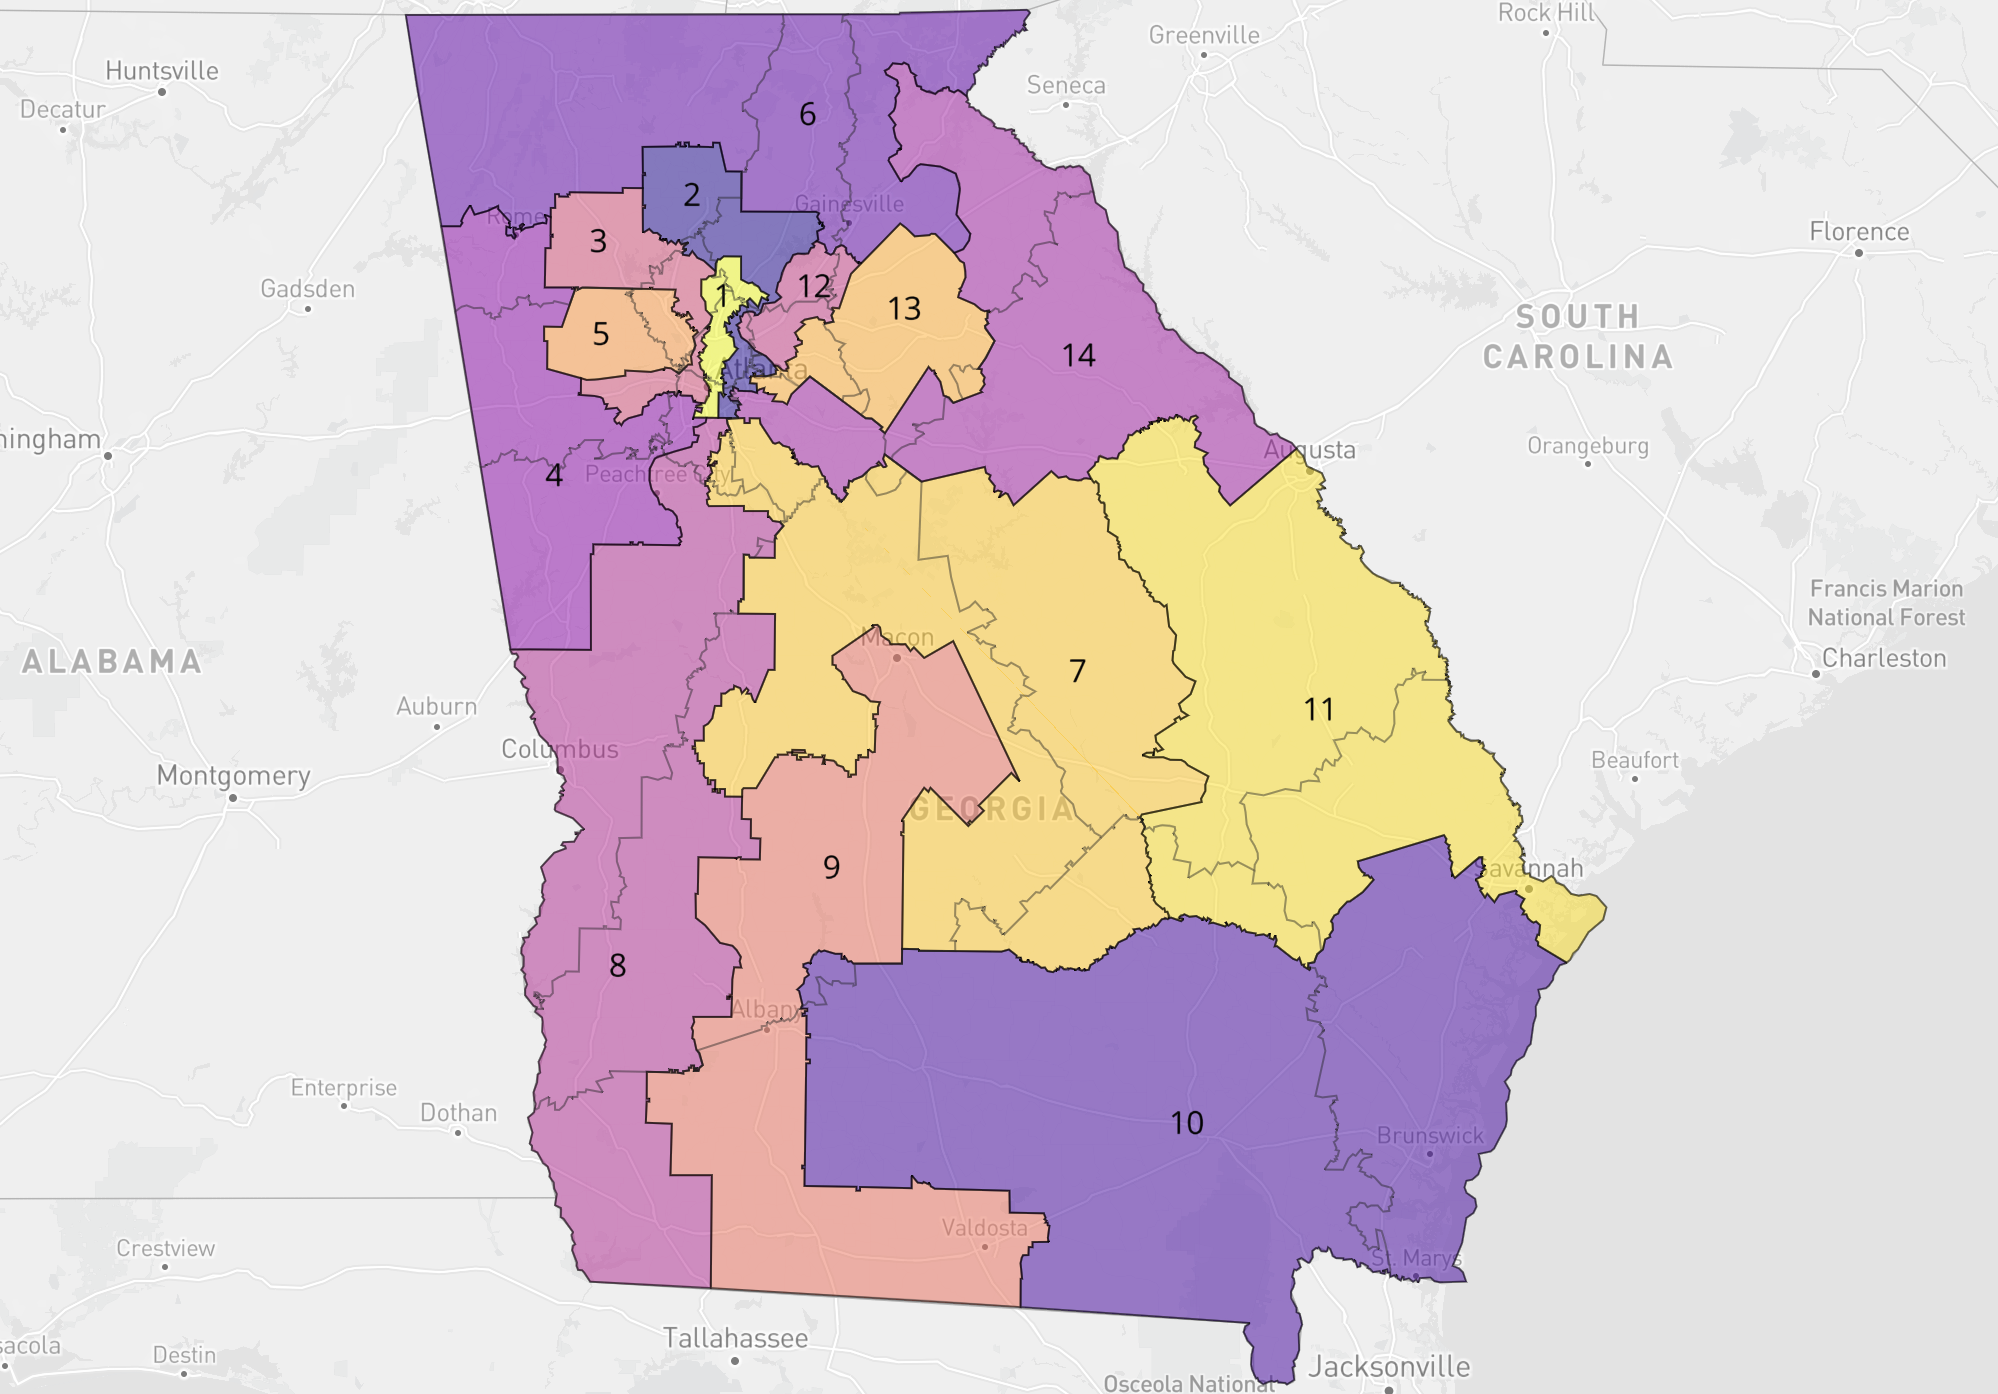 Rock Hill
Greenville
Huntsville
Seneca
Decatur
6
2
Gainesville
Rome
Florence
3
12
Gadsden
1
13
SOUTH
CAROLINA
5
14
Atlanta
ningham
Augusta
Orangeburg
4
Peachtree City
Francis Marion
National Forest
Macon
ALABAMA
Charleston
7
Auburn
11
Columbus
Beaufort
Montgomery
GEORGIA
9
Savannah
8
Albany
Enterprise
Dothan
10
Brunswick
Valdosta
Crestview
St. Marys
Tallahassee
sacola
Destin
Jacksonville
Osceola National